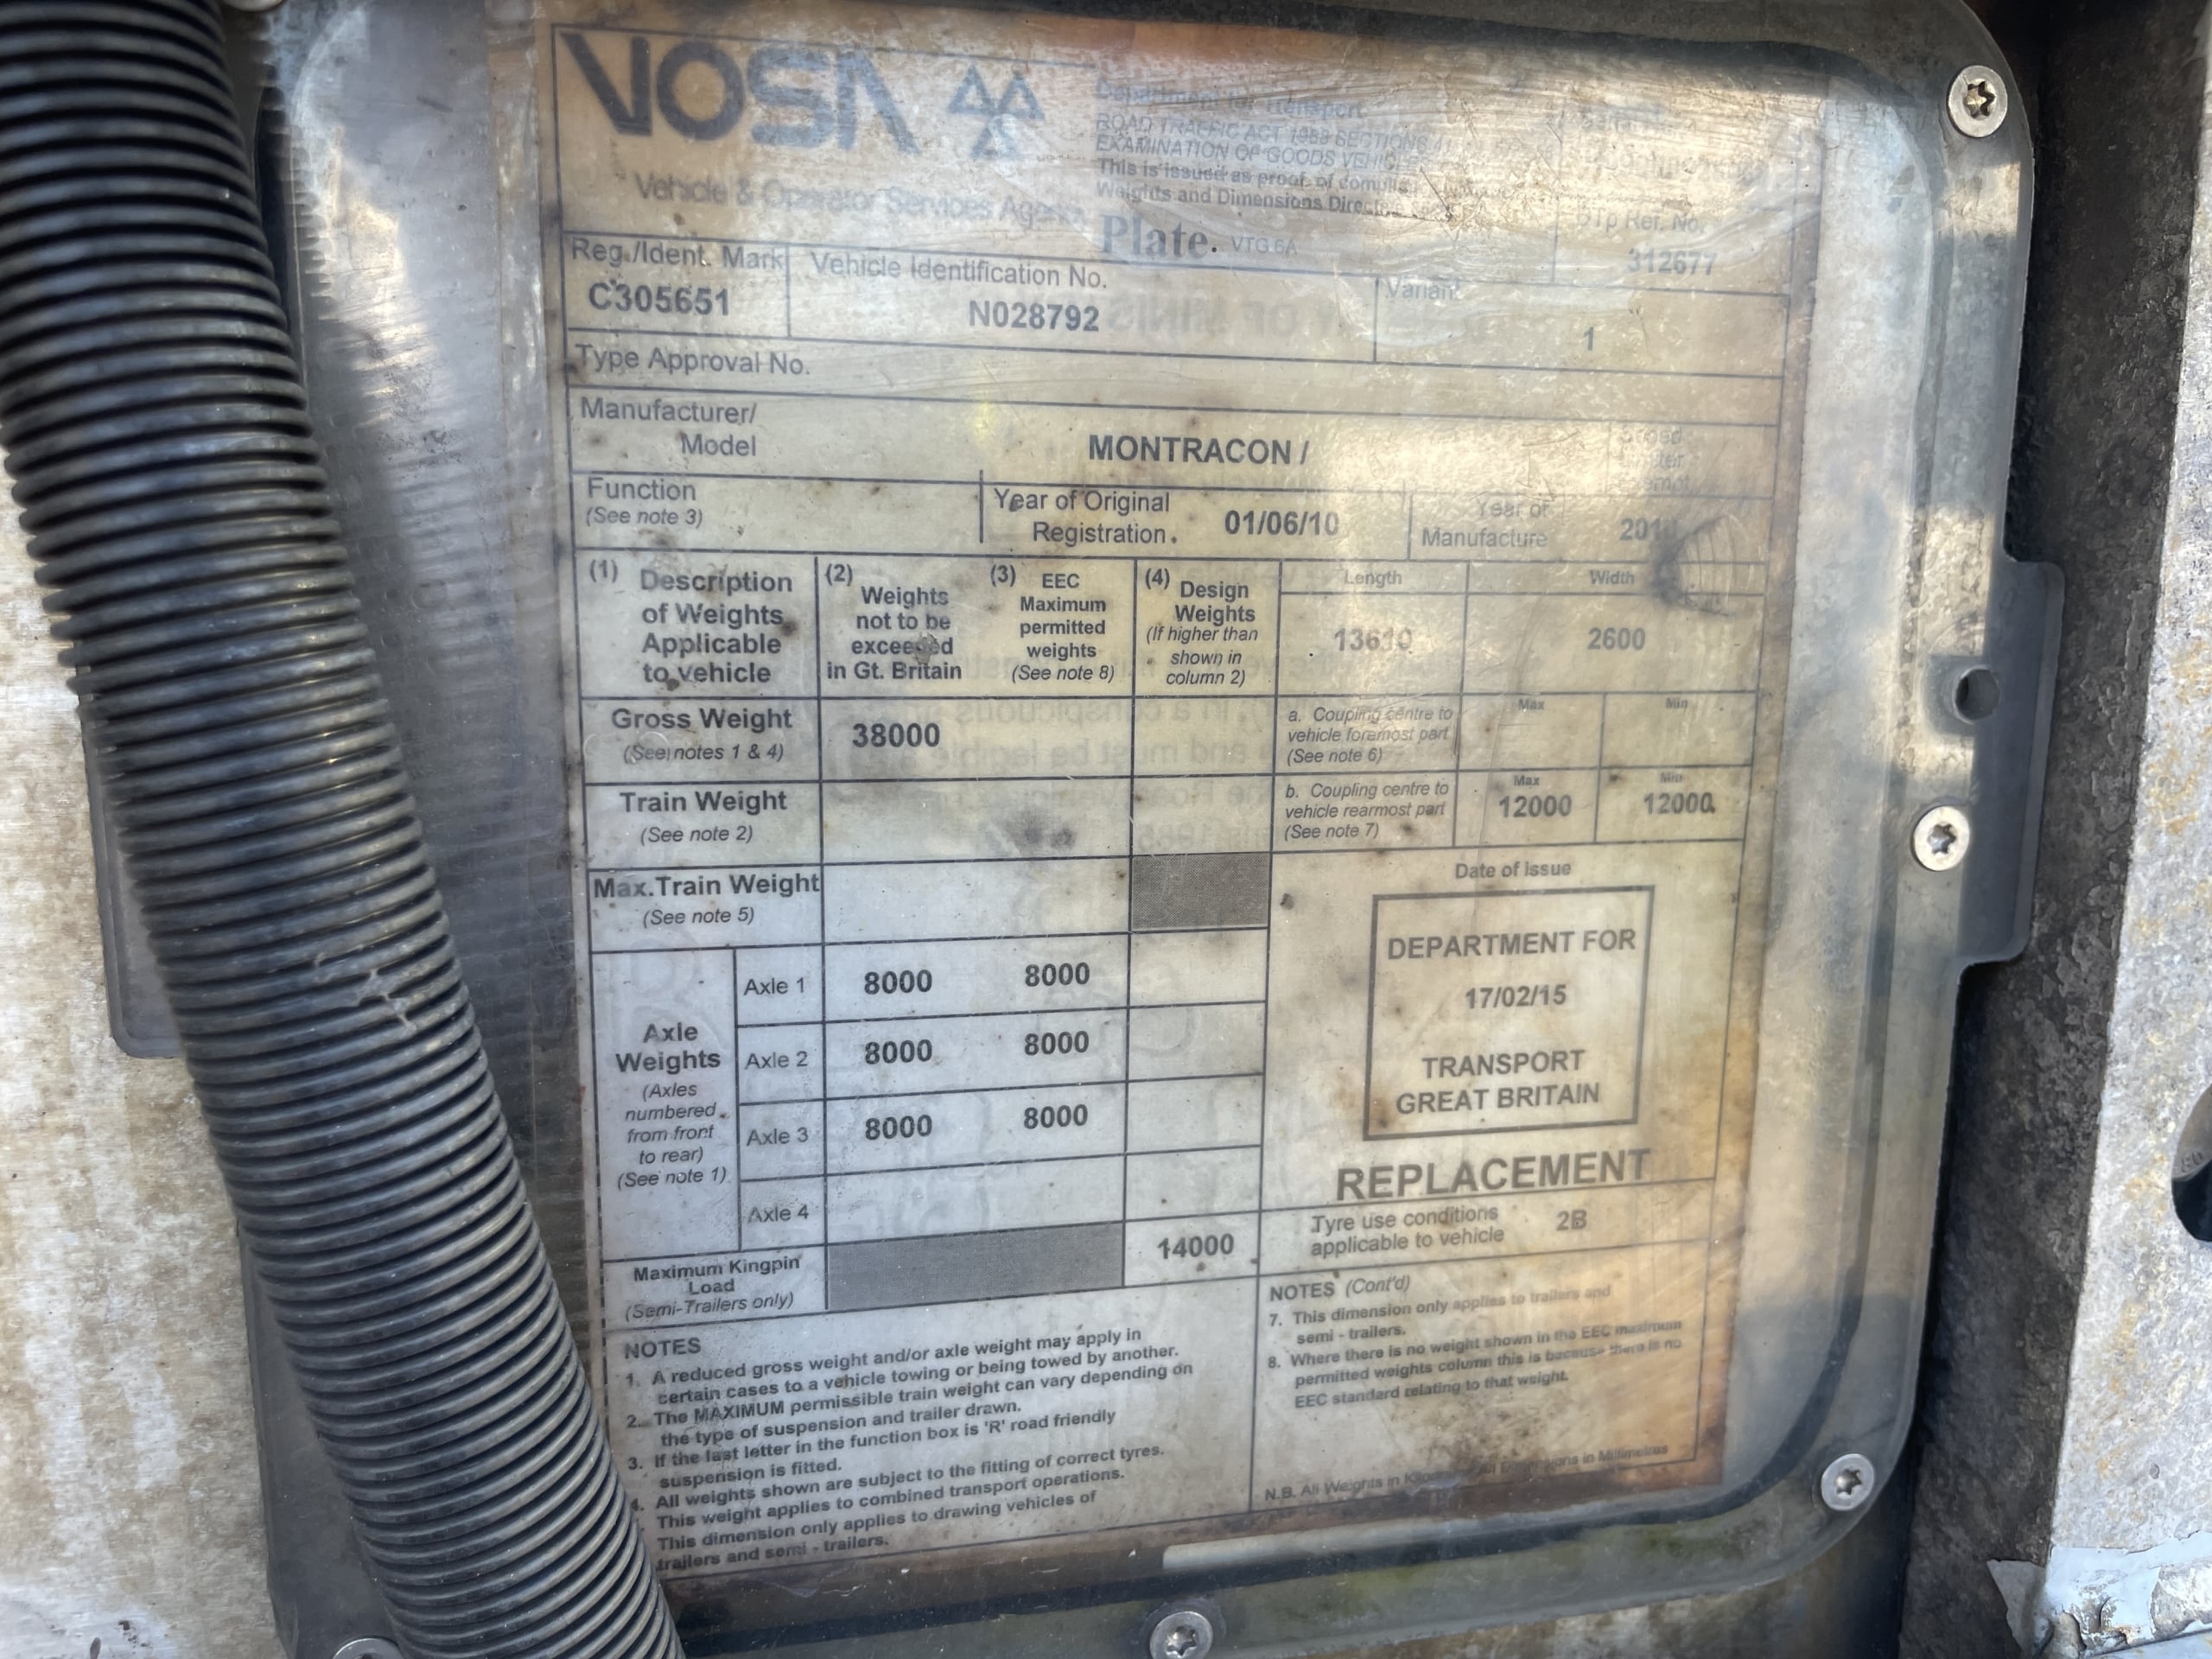 VOSA
Vehicle & Operator Services Agency
Department for Transport
ROAD TRAFFIC ACT 1988 SECTIONS 41
EXAMINATION OF GOODS VEHICLES
This is issued as proof of
Weights and Dimensions
Plate. VTG.6A
Ref. No.
312677
Reg./Ident. Mark
C305651
Vehicle Identification No.
N028792
Variant
1
Type Approval No.
Manufacturer/
Model
MONTRACON /
Function
(See note 3)
Year of Original
Registration. 01/06/10
Year of
Manufacture
(1) Description
of Weights
Applicable
to vehicle
(2) Weights
not to be
exceeded
in Gt. Britain
(3) EEC
Maximum
permitted
weights
(See note 8)
(4) Design
Weights
(If higher than
shown in
column 2)
Length
13610
Width
2600
Gross Weight
(See notes 1 & 4)
38000
a. Coupling centre to
vehicle foremost part
(See note 6)
Max
Min
Train Weight
(See note 2)
b. Coupling centre to
vehicle rearmost part
(See note 7)
Max
12000
Min
12000
Max.Train Weight
(See note 5)
Date of Issue
DEPARTMENT FOR
17/02/15
TRANSPORT
GREAT BRITAIN
REPLACEMENT
Axle
Weights
(Axles
numbered
from front
to rear)
(See note 1)
Axle 1 8000 8000
Axle 2 8000 8000
Axle 3 8000 8000
Axle 4
Maximum Kingpin
Load
(Semi-Trailers only)
14000
Tyre use conditions
applicable to vehicle
2B
NOTES
1. A reduced gross weight and/or axle weight may apply in
certain cases to a vehicle towing or being towed by another.
2. The MAXIMUM permissible train weight can vary depending on
the type of suspension and trailer drawn.
3. If the last letter in the function box is 'R' road friendly
suspension is fitted.
4. All weights shown are subject to the fitting of correct tyres.
This weight applies to combined transport operations.
This dimension only applies to drawing vehicles of
trailers and semi - trailers.
NOTES (Cont'd)
7. This dimension only applies to trailers and
semi - trailers.
8. Where there is no weight shown in the EEC maximum
permitted weights column this is because there is no
EEC standard relating to that weight.
N.B. All Weights in All Dimensions in Millimetres